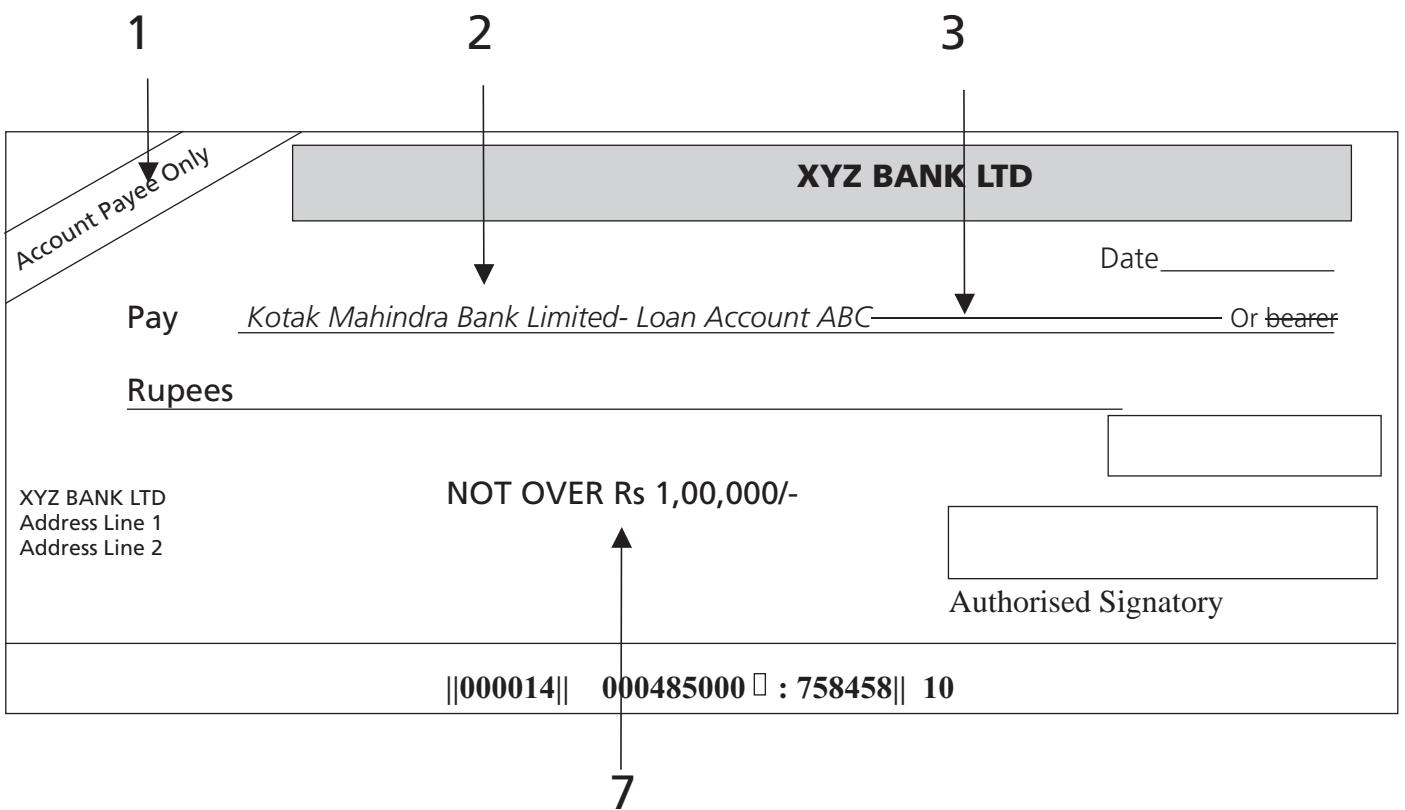 1 2 3
Account Payee Only
XYZ BANK LTD
Date
Pay Kotak Mahindra Bank Limited- Loan Account ABC Or bearer
Rupees
NOT OVER Rs 1,00,000/-
XYZ BANK LTD
Address Line 1
Address Line 2
Authorised Signatory
||000014|| 000485000 : 758458|| 10
7